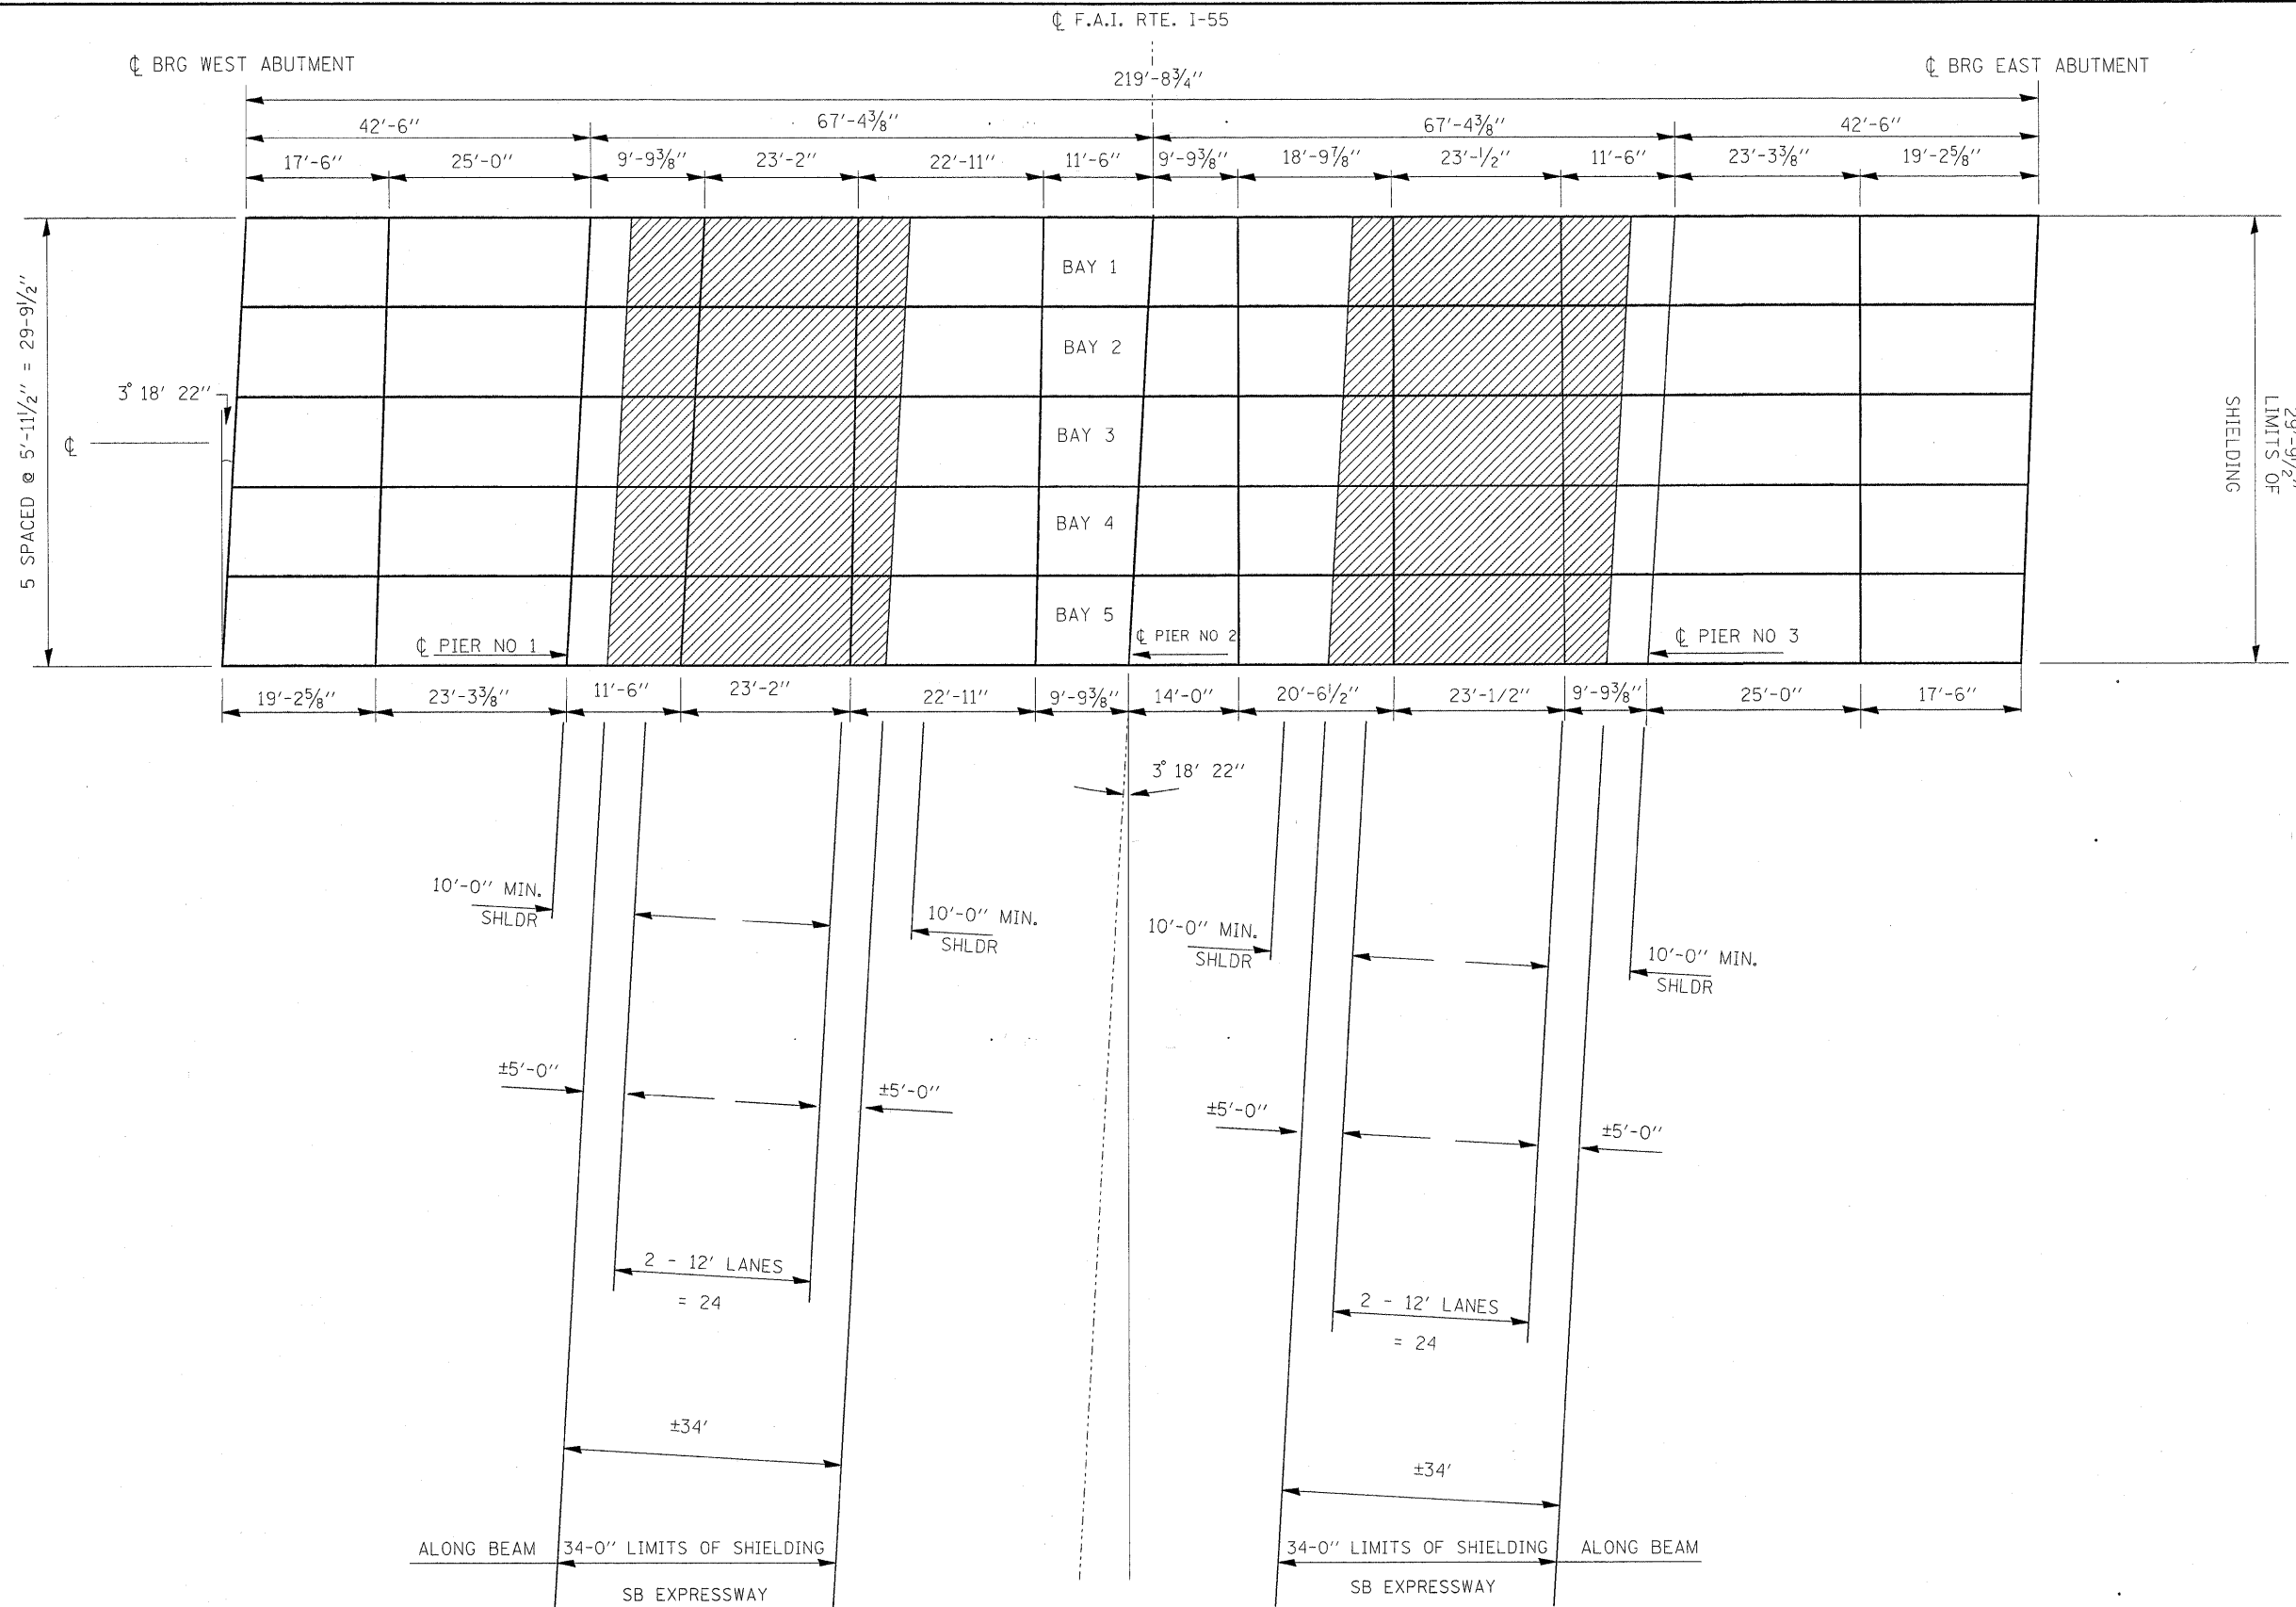 ℄ F.A.I. RTE. I-55
℄ BRG WEST ABUTMENT
℄ BRG EAST ABUTMENT
219'-8¾"
42'-6"
67'-4⅜"
67'-4⅜"
42'-6"
17'-6"
25'-0"
9'-9⅜"
23'-2"
22'-11"
11'-6"
9'-9⅜"
18'-9⅞"
23'-½"
11'-6"
23'-3⅜"
19'-2⅝"
5 SPACED @ 5'-11½" = 29-9½"
3° 18' 22"
℄
BAY 1
BAY 2
BAY 3
BAY 4
BAY 5
29'-9½"
LIMITS OF
SHIELDING
℄ PIER NO 1
℄ PIER NO 2
℄ PIER NO 3
19'-2⅝"
23'-3⅜"
11'-6"
23'-2"
22'-11"
9'-9⅜"
14'-0"
20'-6½"
23'-1/2"
9'-9⅜"
25'-0"
17'-6"
3° 18' 22"
10'-0" MIN.
SHLDR
10'-0" MIN.
SHLDR
10'-0" MIN.
SHLDR
10'-0" MIN.
SHLDR
±5'-0"
±5'-0"
±5'-0"
±5'-0"
2 - 12' LANES
= 24
2 - 12' LANES
= 24
±34'
±34'
ALONG BEAM
34-0" LIMITS OF SHIELDING
SB EXPRESSWAY
34-0" LIMITS OF SHIELDING
ALONG BEAM
SB EXPRESSWAY